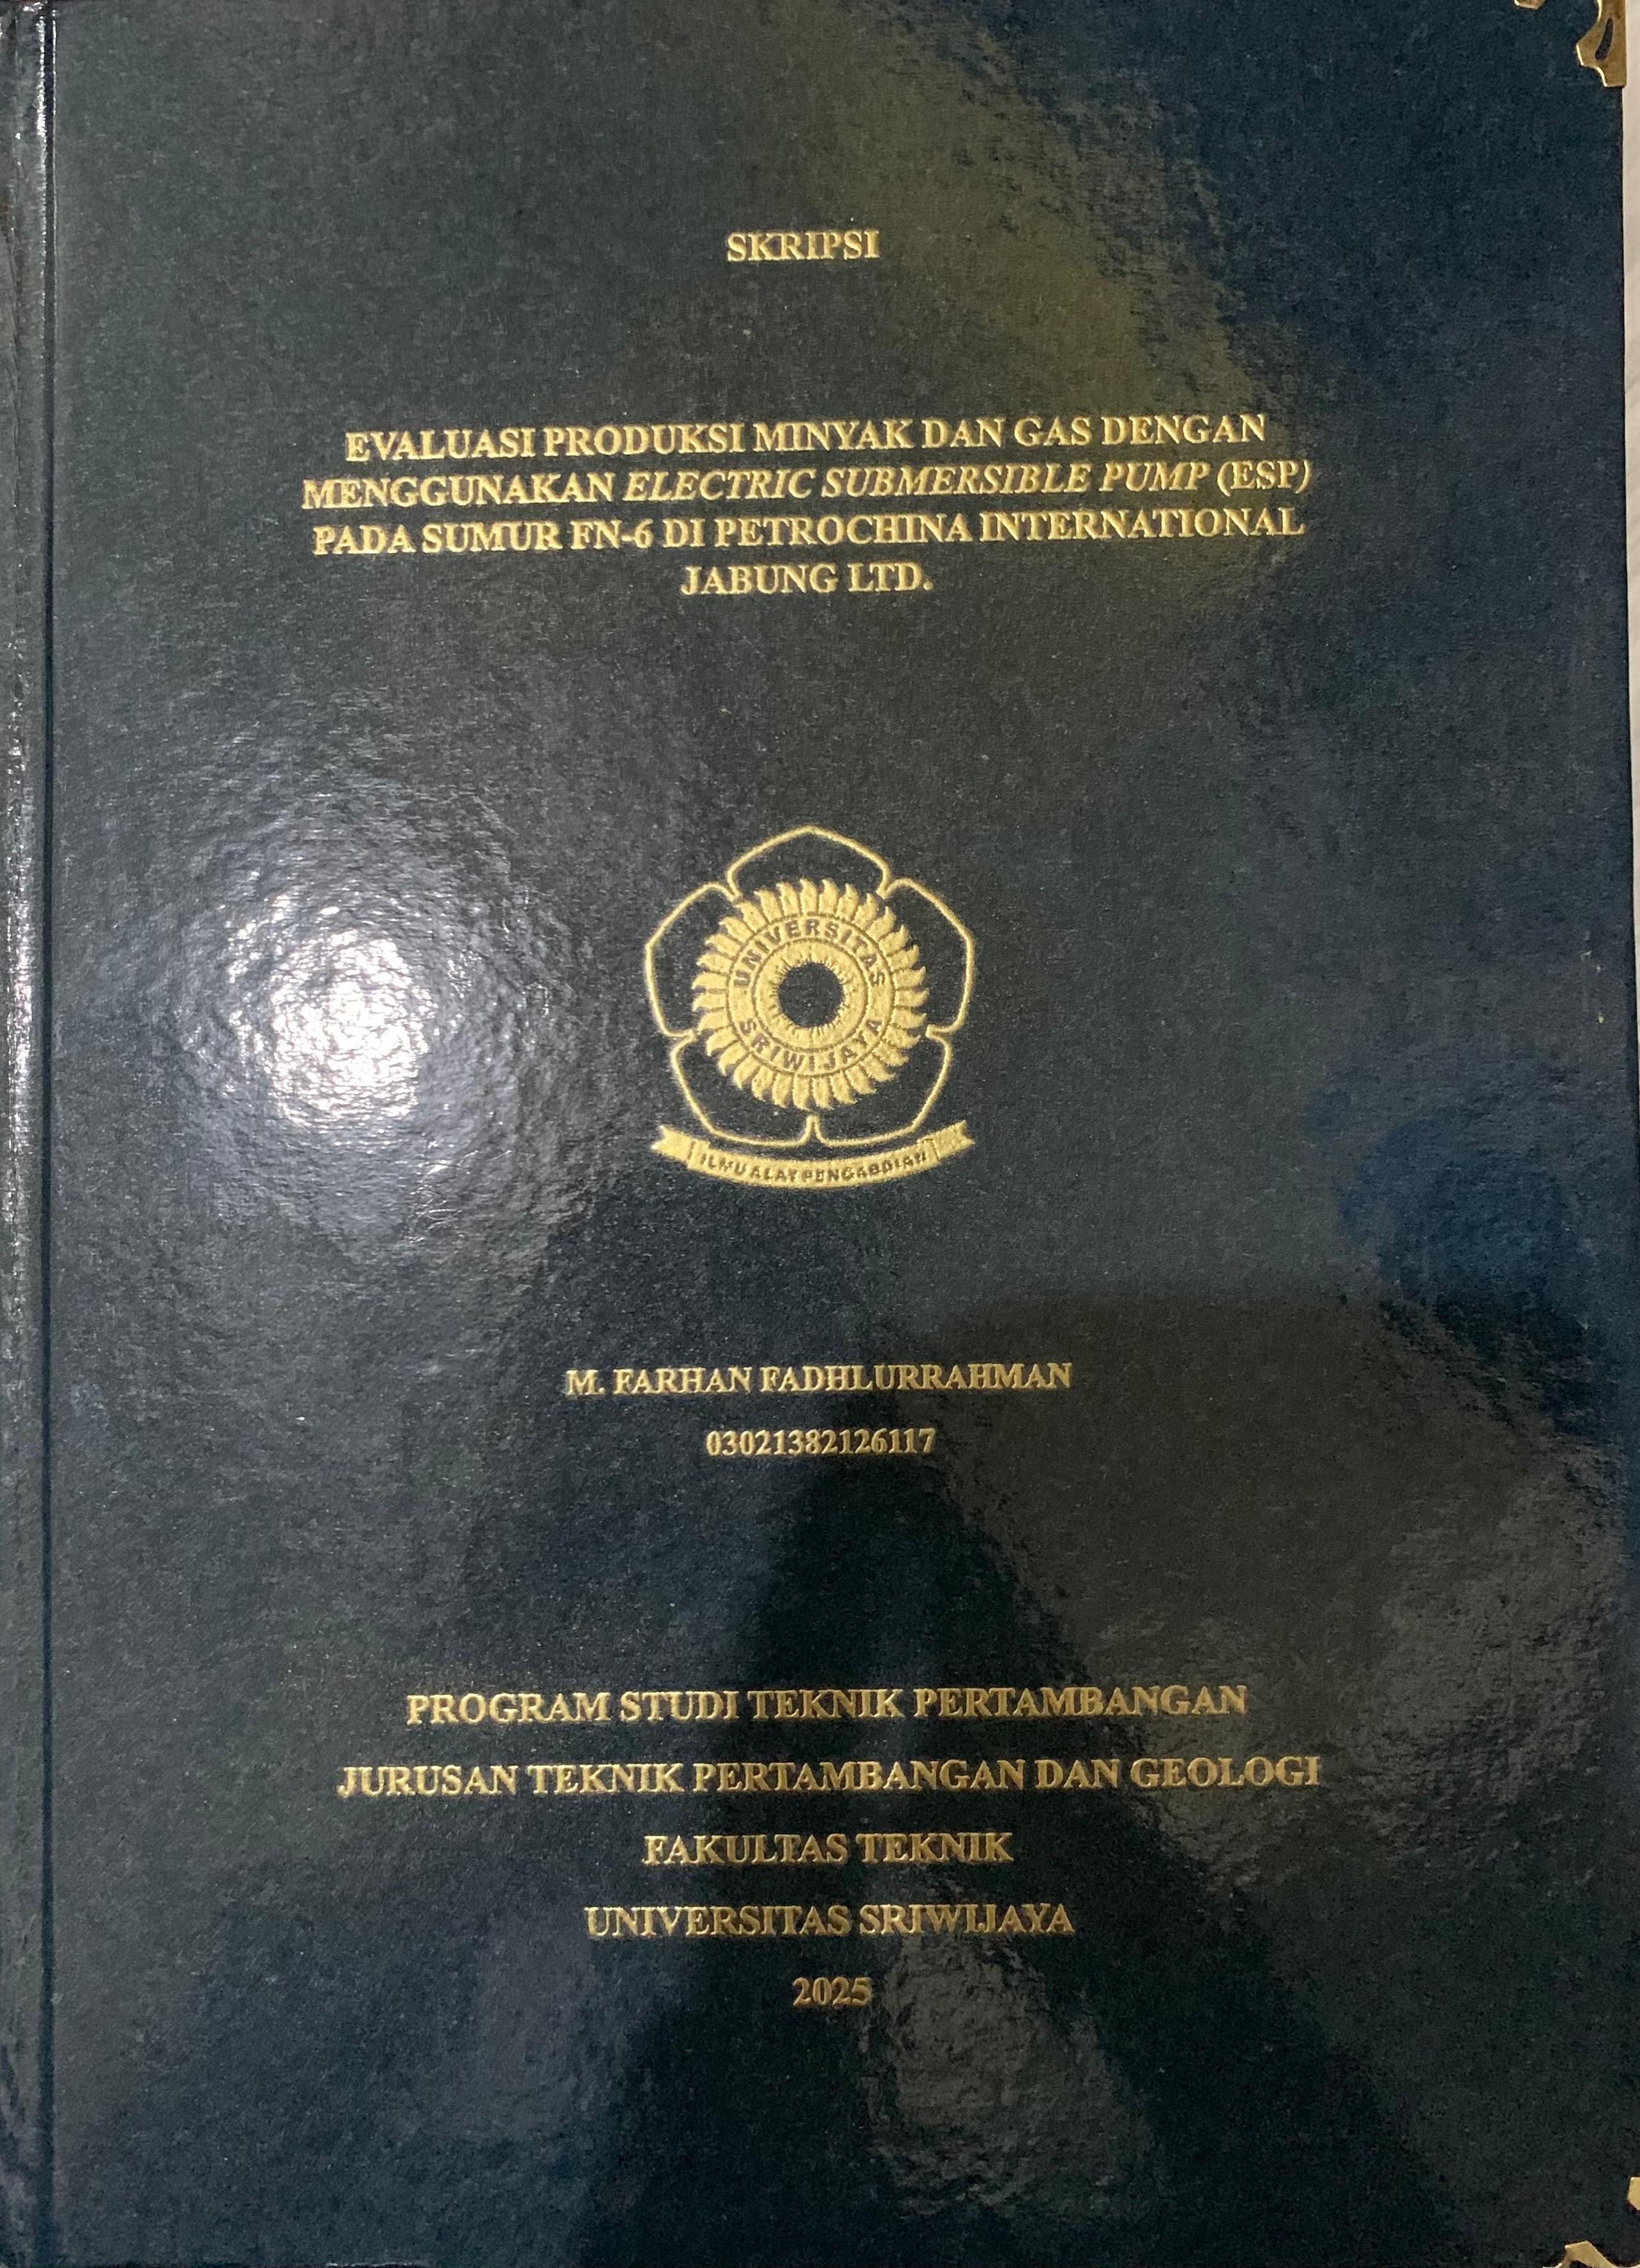 SKRIPSI
EVALUASI PRODUKSI MINYAK DAN GAS DENGAN
MENGGUNAKAN ELECTRIC SUBMERSIBLE PUMP (ESP)
PADA SUMUR FN-6 DI PETROCHINA INTERNATIONAL
JABUNG LTD.
UNIVERSITAS
SRIWIJAYA
ILMU ALAT PENGABDIAN
M. FARHAN FADHLURRAHMAN
03021382126117
PROGRAM STUDI TEKNIK PERTAMBANGAN
JURUSAN TEKNIK PERTAMBANGAN DAN GEOLOGI
FAKULTAS TEKNIK
UNIVERSITAS SRIWIJAYA
2025